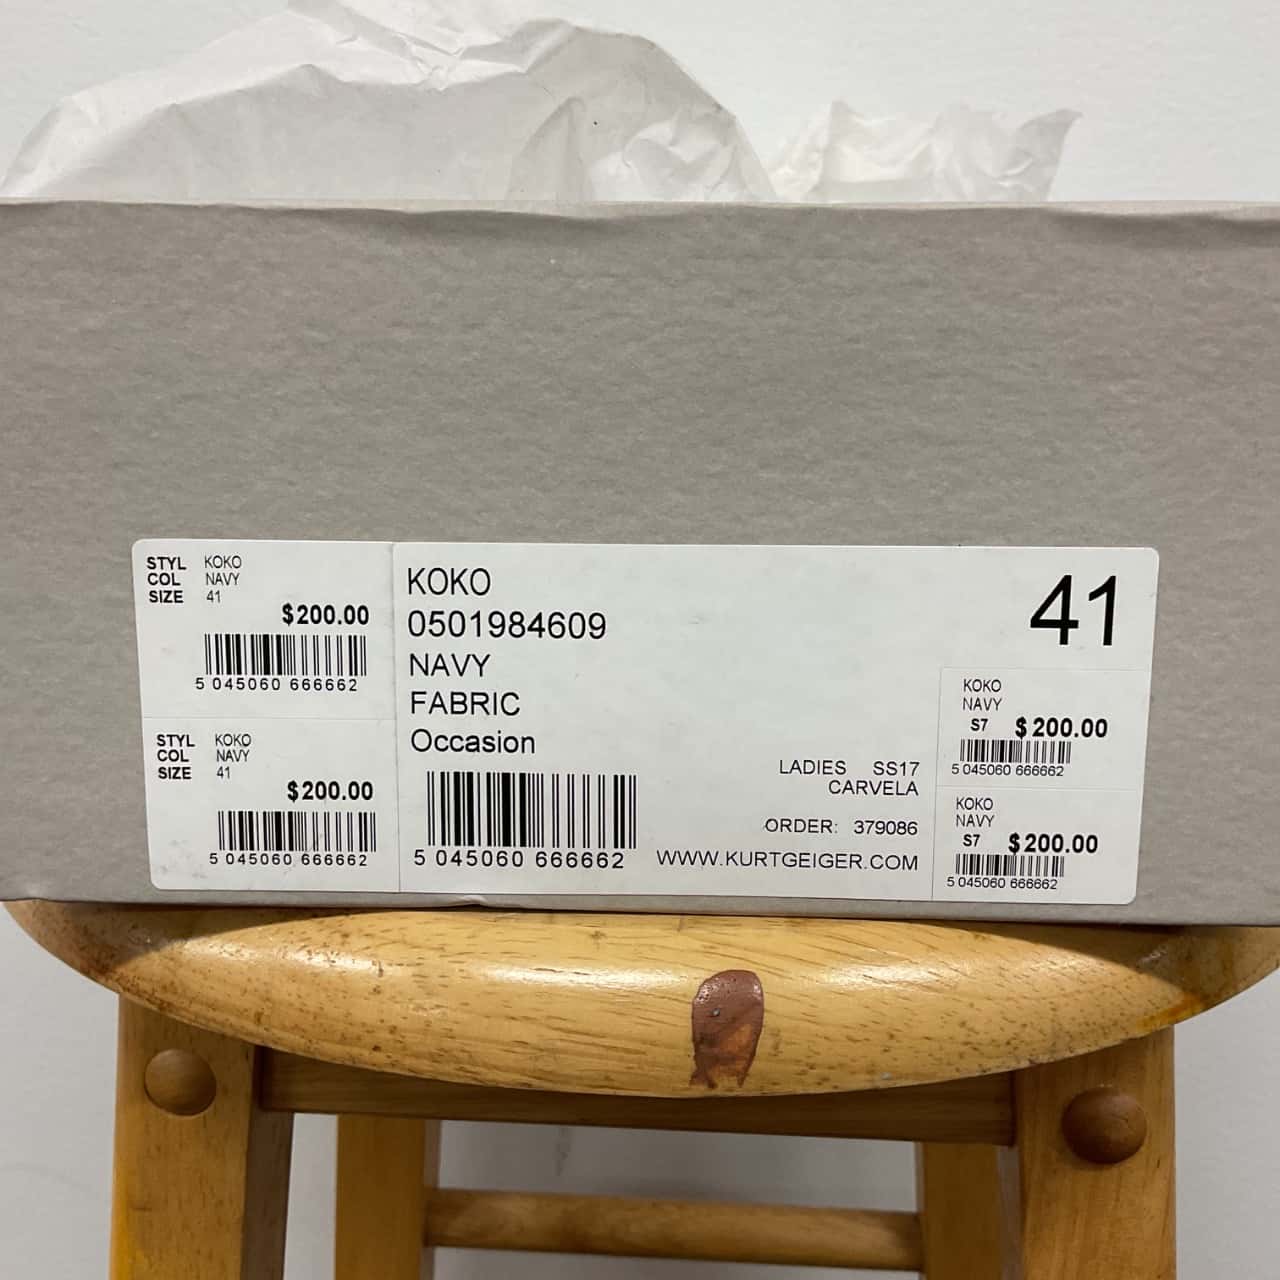 STYL KOKO
COL NAVY
SIZE 41
$200.00
5 045060 666662
STYL KOKO
COL NAVY
SIZE 41
$200.00
5 045060 666662
KOKO
0501984609
NAVY
FABRIC
Occasion
5 045060 666662
41
LADIES SS17
CARVELA
ORDER: 379086
WWW.KURTGEIGER.COM
KOKO
NAVY
S7 $200.00
5 045060 666662
KOKO
NAVY
S7 $200.00
5 045060 666662